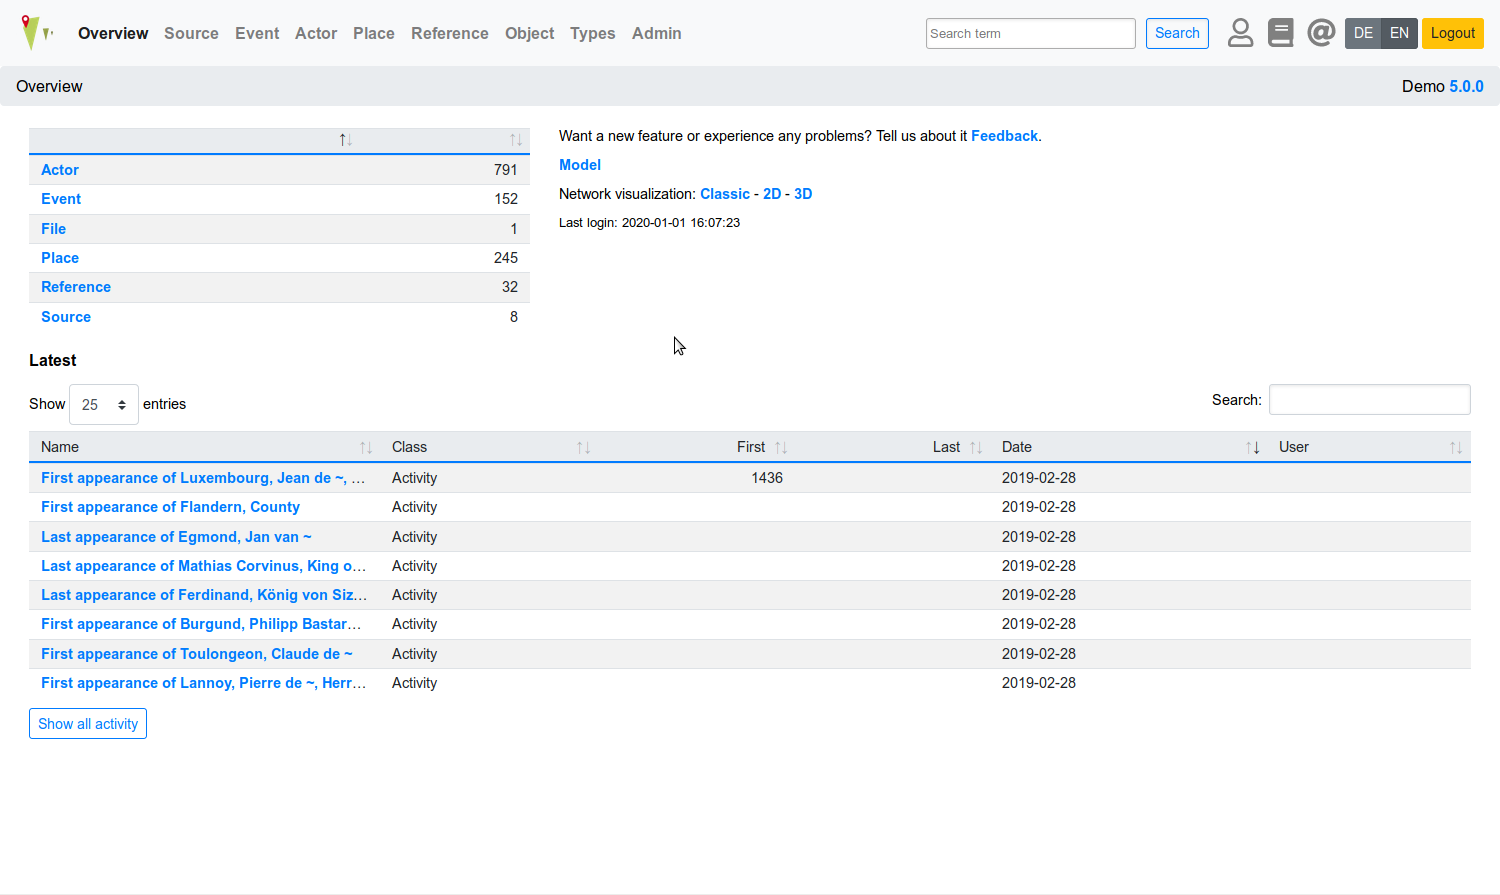 Overview Source Event Actor Place Reference Object Types Admin Search term Search DE EN Logout
Overview Demo 5.0.0
Actor 791
Event 152
File 1
Place 245
Reference 32
Source 8
Want a new feature or experience any problems? Tell us about it Feedback.
Model
Network visualization: Classic - 2D - 3D
Last login: 2020-01-01 16:07:23
Latest
Show 25 entries Search:
Name Class First Last Date User
First appearance of Luxembourg, Jean de ~, ... Activity 1436 2019-02-28
First appearance of Flandern, County Activity 2019-02-28
Last appearance of Egmond, Jan van ~ Activity 2019-02-28
Last appearance of Mathias Corvinus, King o... Activity 2019-02-28
Last appearance of Ferdinand, König von Siz... Activity 2019-02-28
First appearance of Burgund, Philipp Bastar... Activity 2019-02-28
First appearance of Toulongeon, Claude de ~ Activity 2019-02-28
First appearance of Lannoy, Pierre de ~, Herr... Activity 2019-02-28
Show all activity